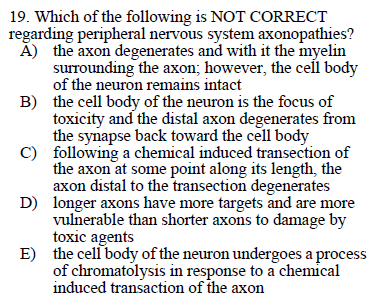 19. Which of the following is NOT CORRECT
regarding peripheral nervous system axonopathies?
A) the axon degenerates and with it the myelin
surrounding the axon; however, the cell body
of the neuron remains intact
B) the cell body of the neuron is the focus of
toxicity and the distal axon degenerates from
the synapse back toward the cell body
C) following a chemical induced transection of
the axon at some point along its length, the
axon distal to the transection degenerates
D) longer axons have more targets and are more
vulnerable than shorter axons to damage by
toxic agents
E) the cell body of the neuron undergoes a process
of chromatolysis in response to a chemical
induced transaction of the axon